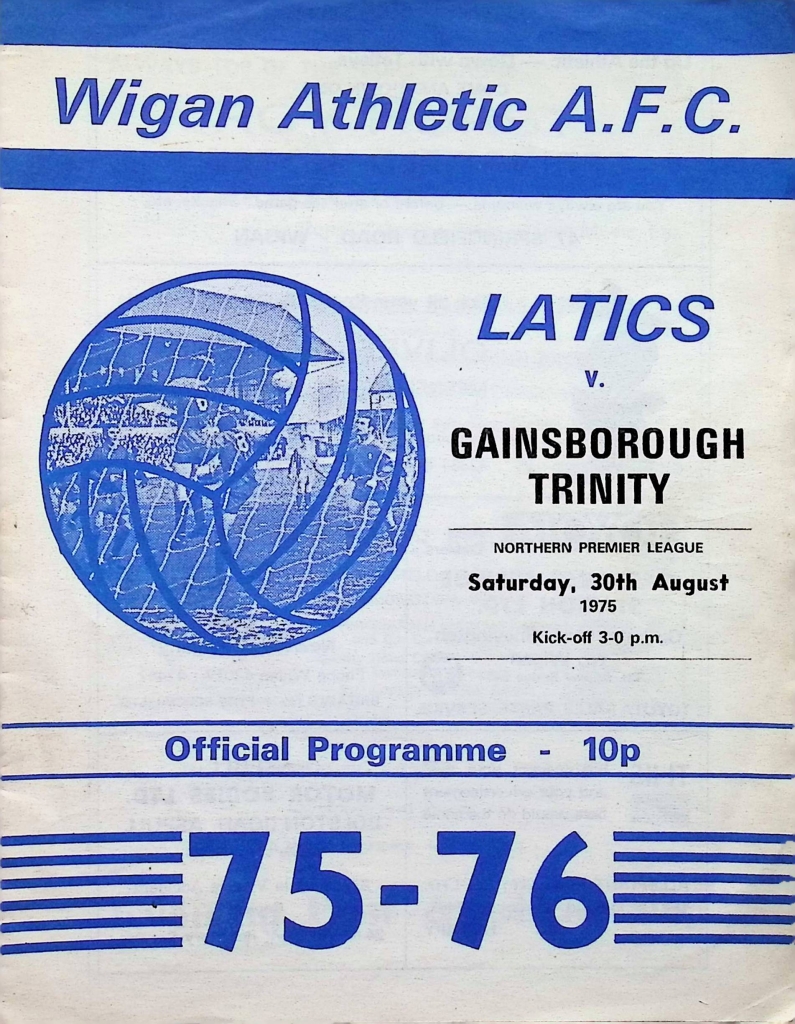 Wigan Athletic A.F.C.
LATICS
v.
GAINSBOROUGH
TRINITY
NORTHERN PREMIER LEAGUE
Saturday, 30th August
1975
Kick-off 3-0 p.m.
Official Programme - 10p
75-76